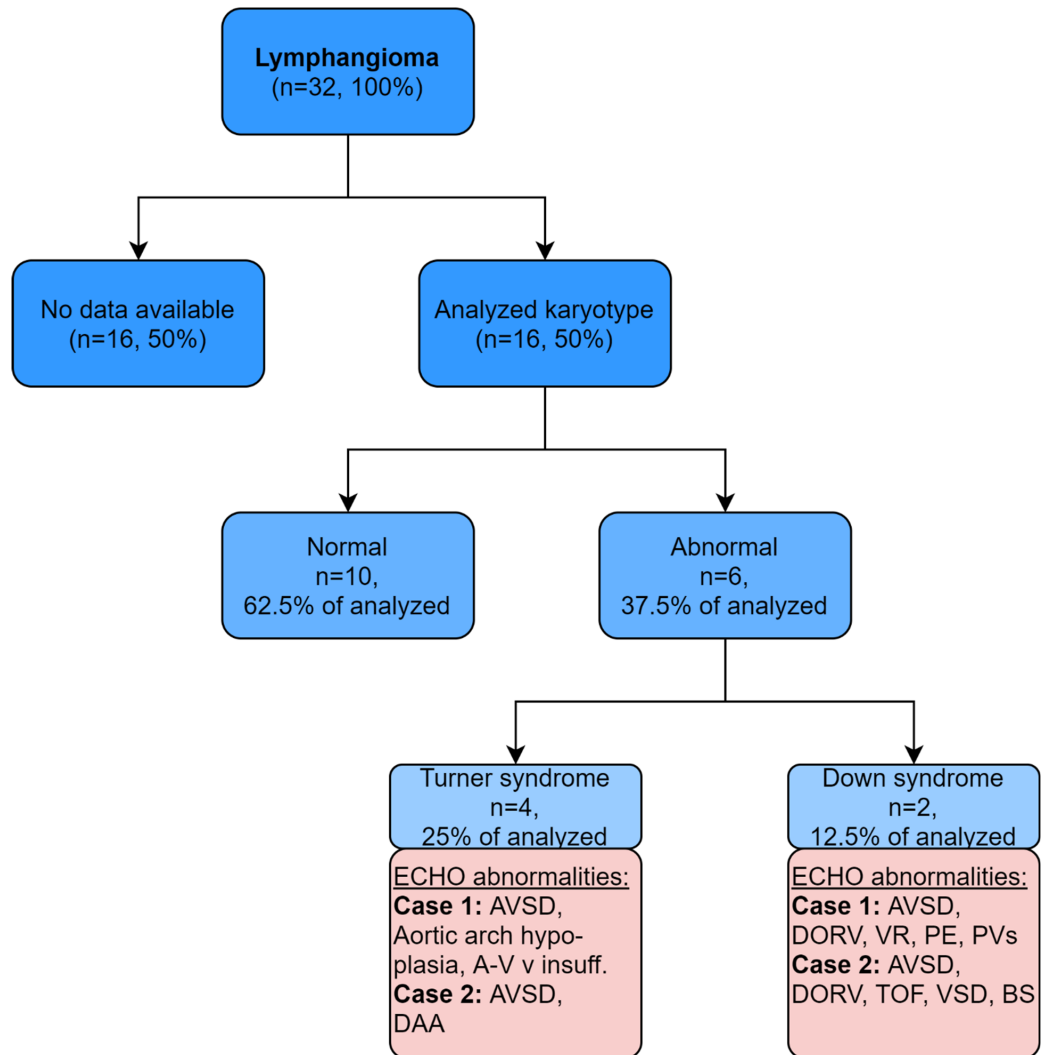 Lymphangioma
(n=32, 100%)
No data available
(n=16, 50%)
Analyzed karyotype
(n=16, 50%)
Normal
n=10,
62.5% of analyzed
Abnormal
n=6,
37.5% of analyzed
Turner syndrome
n=4,
25% of analyzed
ECHO abnormalities:
Case 1: AVSD,
Aortic arch hypo-
plasia, A-V v insuff.
Case 2: AVSD,
DAA
Down syndrome
n=2,
12.5% of analyzed
ECHO abnormalities:
Case 1: AVSD,
DORV, VR, PE, PVs
Case 2: AVSD,
DORV, TOF, VSD, BS